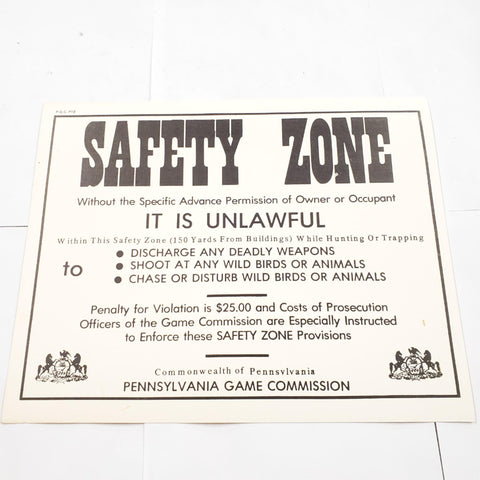 SAFETY ZONE
Without the Specific Advance Permission of Owner or Occupant
IT IS UNLAWFUL
Within This Safety Zone (150 Yards From Buildings) While Hunting Or Trapping
to
● DISCHARGE ANY DEADLY WEAPONS
● SHOOT AT ANY WILD BIRDS OR ANIMALS
● CHASE OR DISTURB WILD BIRDS OR ANIMALS
Penalty for Violation is $25.00 and Costs of Prosecution
Officers of the Game Commission are Especially Instructed
to Enforce these SAFETY ZONE Provisions
Commonwealth of Pennsylvania
PENNSYLVANIA GAME COMMISSION